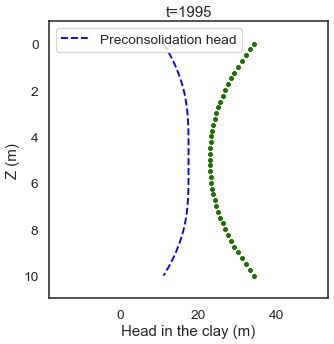 t=1995
Preconsolidation head
0
2
4
6
8
10
Z (m)
0
20
40
Head in the clay (m)